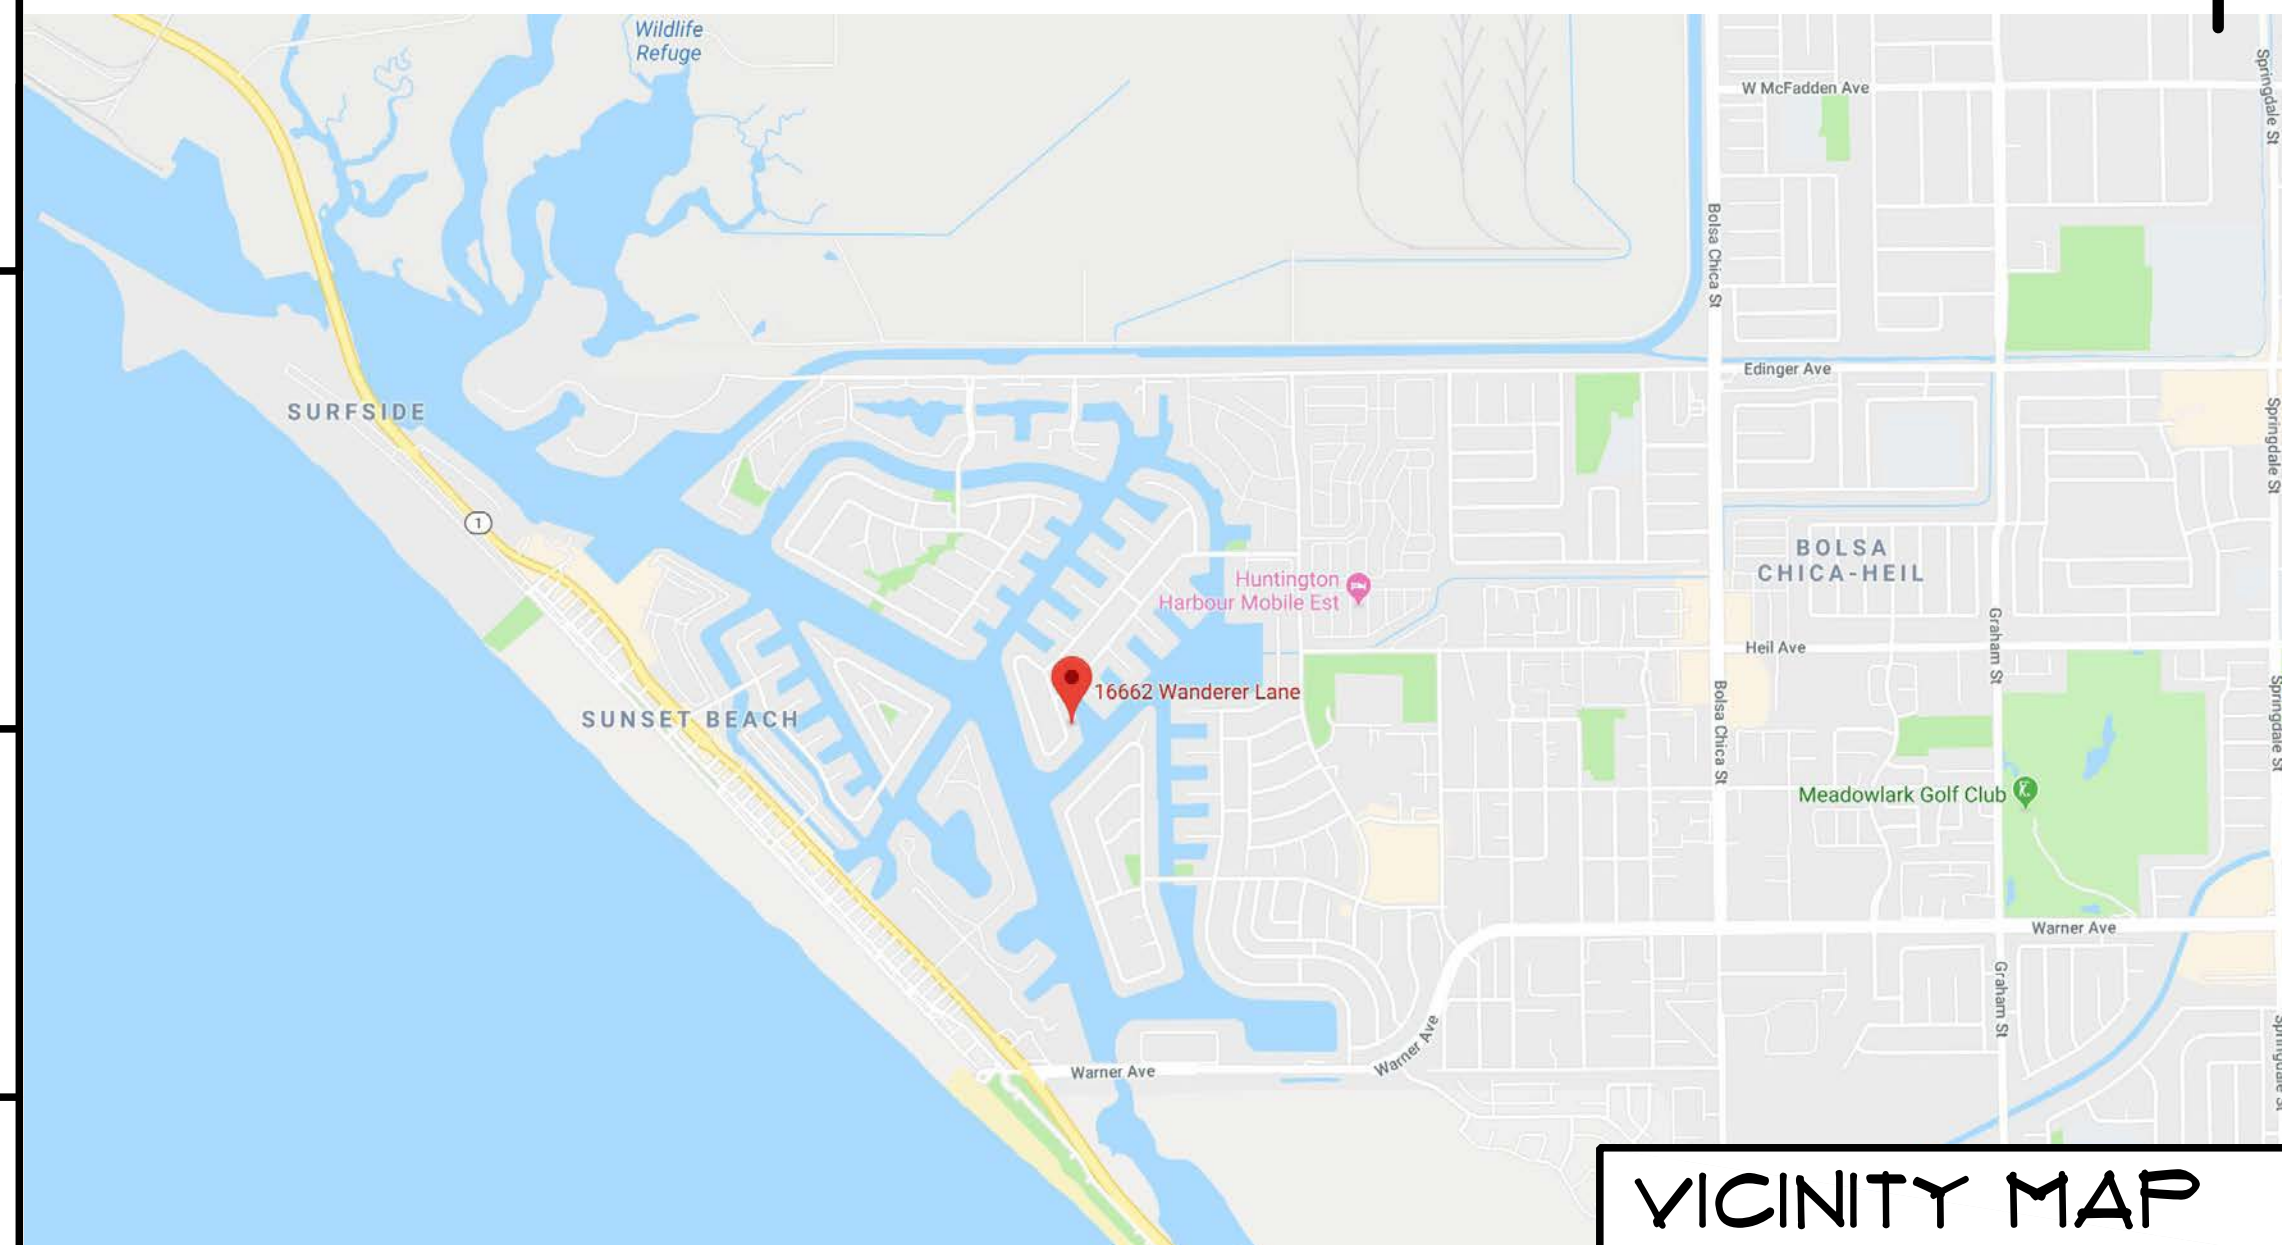 Wildlife
Refuge
W McFadden Ave
Springdale St
Bolsa Chica St
Edinger Ave
SURFSIDE
Springdale St
1
BOLSA
CHICA-HEIL
Huntington
Harbour Mobile Est
Graham St
Heil Ave
16662 Wanderer Lane
SUNSET BEACH
Bolsa Chica St
Springdale St
Meadowlark Golf Club
Warner Ave
Graham St
Warner Ave
Warner Ave
Springdale St
VICINITY MAP